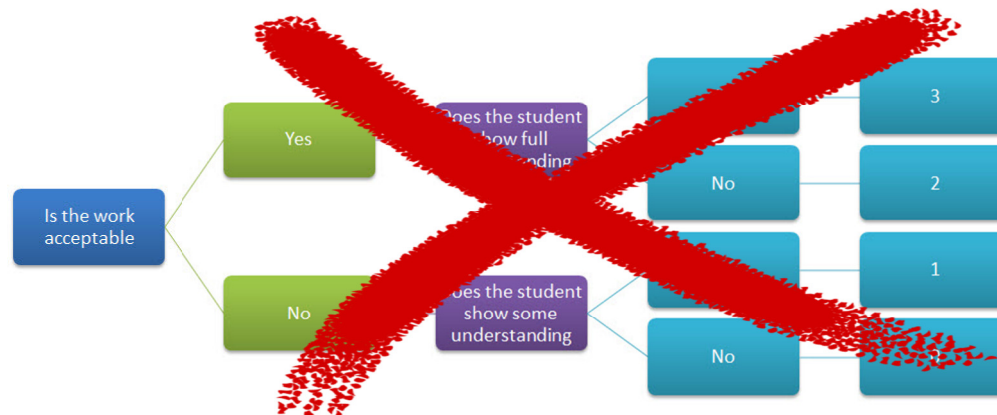 Is the work
acceptable
Yes
No
Does the student
show full
Does the student
show some
understanding
No
No
3
2
1